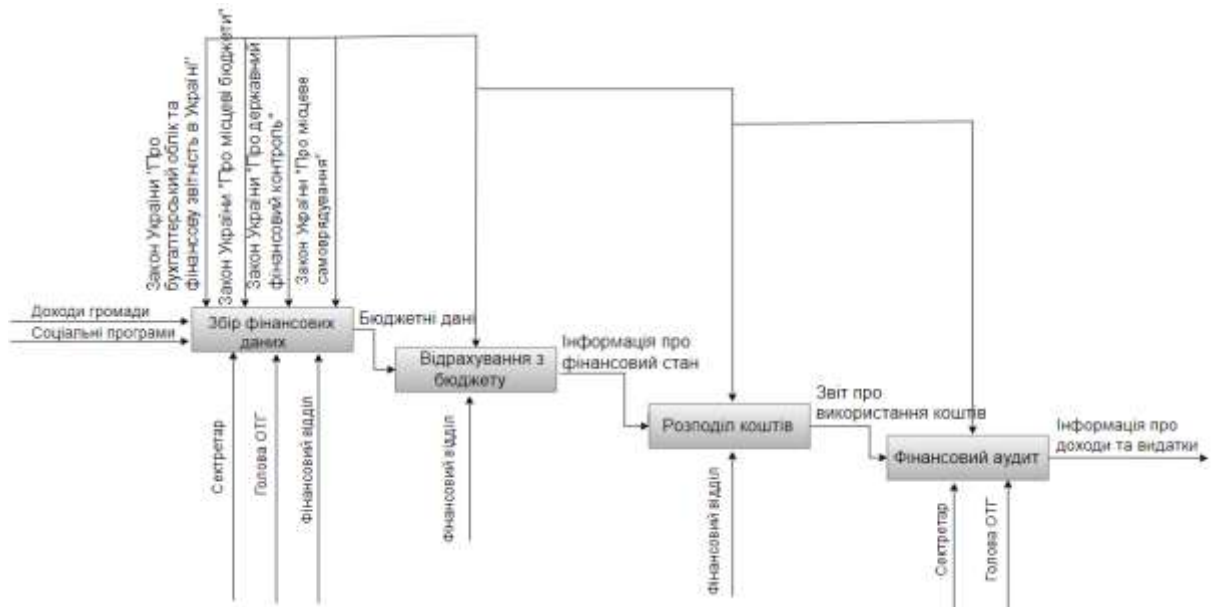 Закон України "Про
бухгалтерський облік та
фінансову звітність в Україні"
Закон України "Про місцеві бюджети"
Закон України "Про державний
фінансовий контроль"
Закон України "Про місцеве
самоврядування"
Доходи громади
Соціальні програми
Збір фінансових
даних
Бюджетні дані
Відрахування з
бюджету
Інформація про
фінансовий стан
Розподіл коштів
Звіт про
використання коштів
Фінансовий аудит
Інформація про
доходи та видатки
Секретар
Голова ОТГ
Фінансовий відділ
Фінансовий відділ
Фінансовий відділ
Секретар
Голова ОТГ